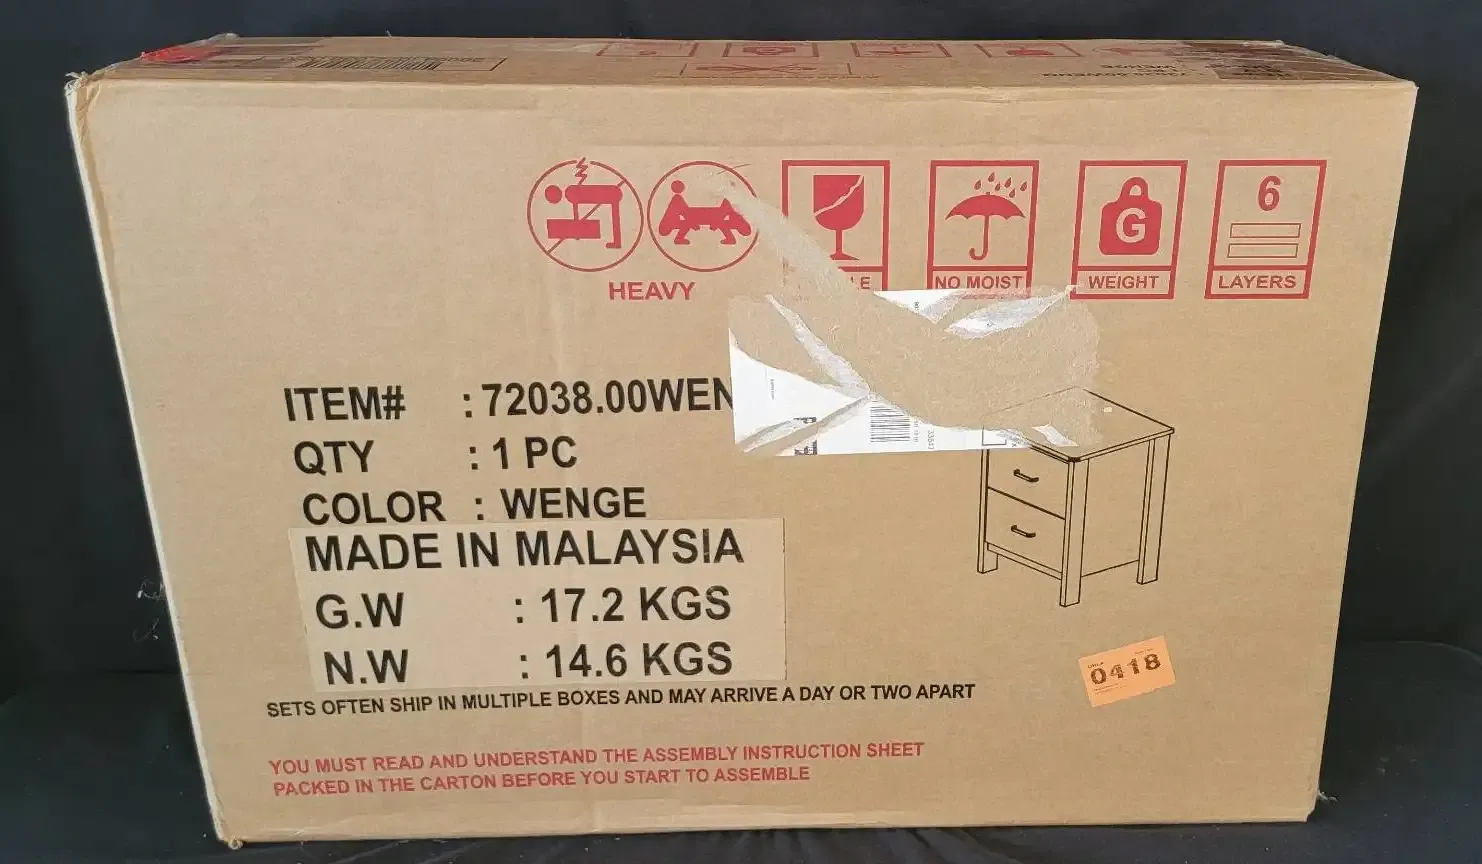 HEAVY
NO MOIST
G
WEIGHT
6
LAYERS
ITEM# : 72038.00WEN
QTY : 1 PC
COLOR : WENGE
MADE IN MALAYSIA
G.W : 17.2 KGS
N.W : 14.6 KGS
SETS OFTEN SHIP IN MULTIPLE BOXES AND MAY ARRIVE A DAY OR TWO APART
0418
YOU MUST READ AND UNDERSTAND THE ASSEMBLY INSTRUCTION SHEET
PACKED IN THE CARTON BEFORE YOU START TO ASSEMBLE